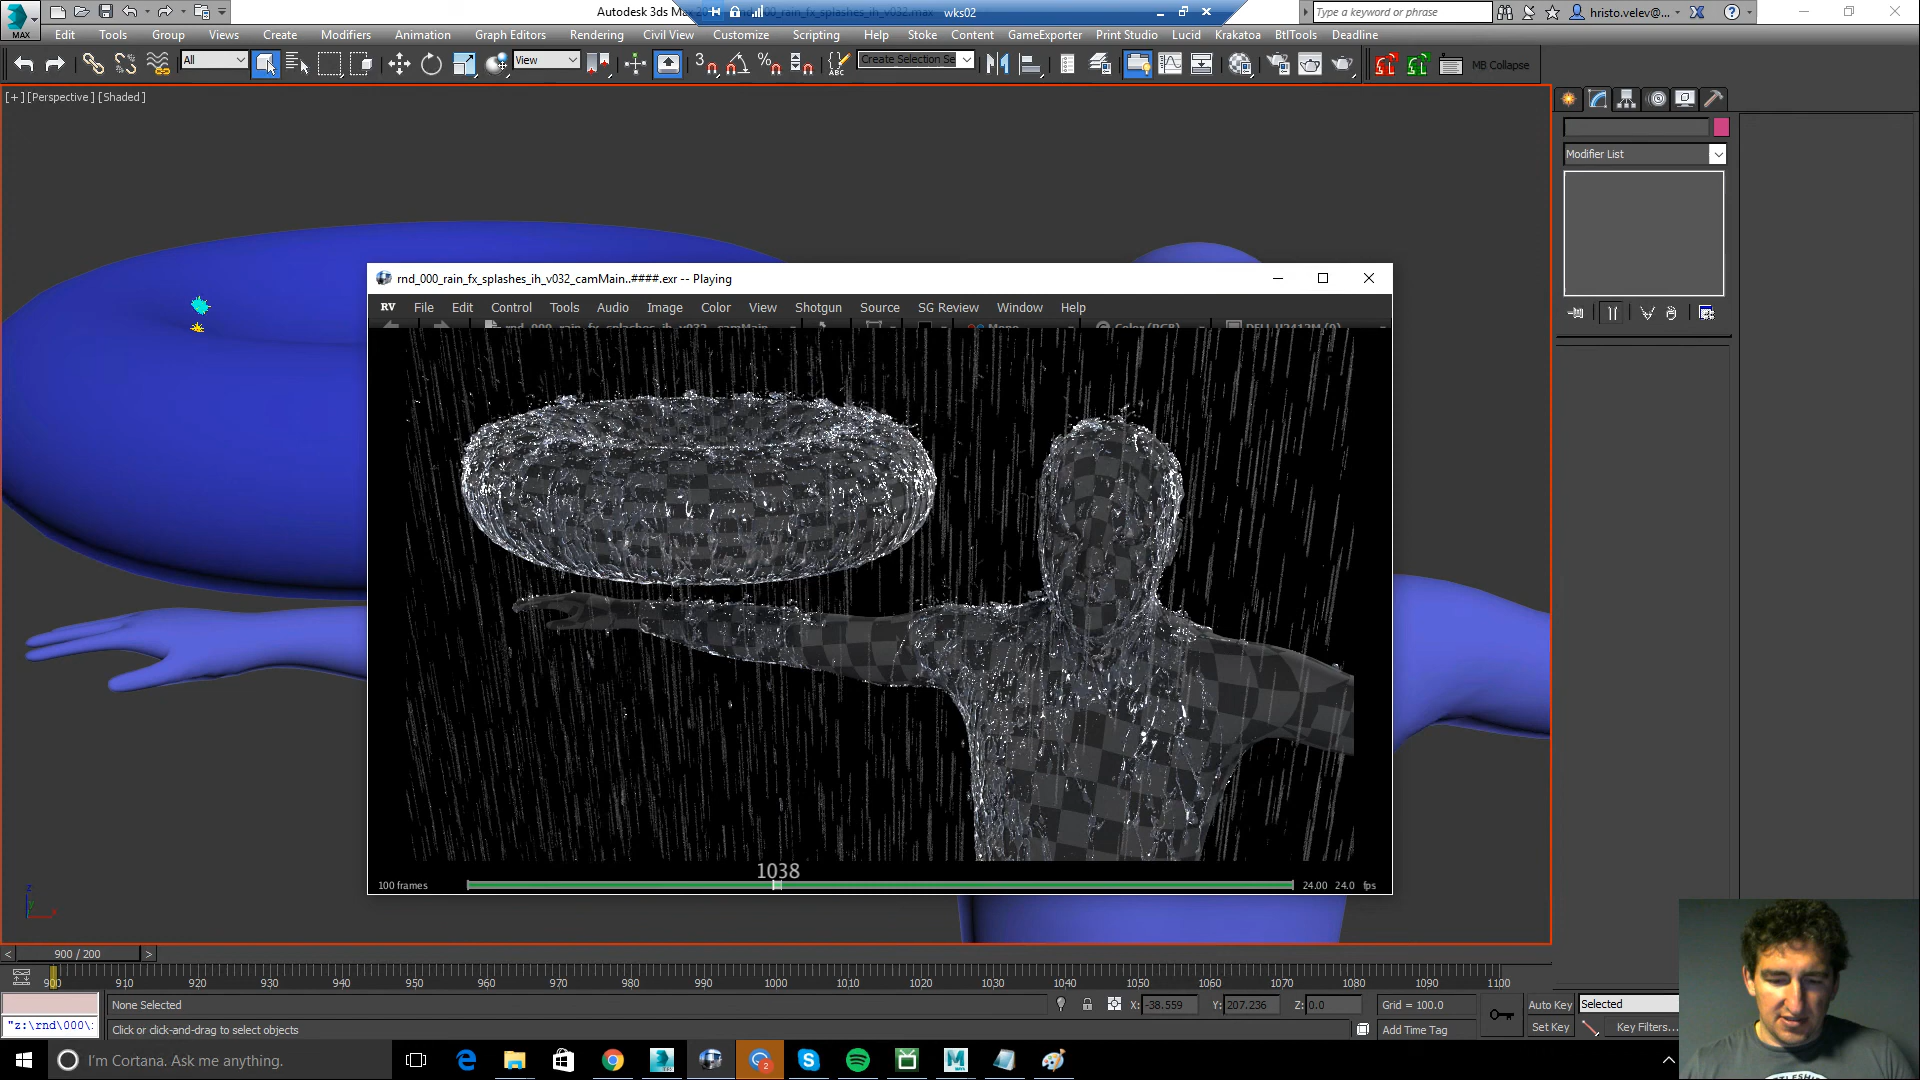 Autodesk 3ds Max 20 rnd_000_rain_fx_splashes_ih_v032.max
wks02
Type a keyword or phrase
hristo.velev@...
MAX
Edit Tools Group Views Create Modifiers Animation Graph Editors Rendering Civil View Customize Scripting Help Stoke Content GameExporter Print Studio Lucid Krakatoa BtlTools Deadline
All
View
Create Selection Se
MB Collapse
[+] [Perspective] [Shaded]
Modifier List
rnd_000_rain_fx_splashes_ih_v032_camMain..####.exr -- Playing
RV File Edit Control Tools Audio Image Color View Shotgun Source SG Review Window Help
rnd_000_rain_fx_splashes_ih_v032_camMain
1038
100 frames
24.00 24.0 fps
900 / 200
900 910 920 930 940 950 960 970 980 990 1000 1010 1020 1030 1040 1050 1060 1070 1080 1090 1100
None Selected
X: -38.559 Y: 207.236 Z: 0.0 Grid = 100.0
Auto Key Selected
"z:\rnd\000\:
Click or click-and-drag to select objects
Add Time Tag
Set Key Key Filters...
I'm Cortana. Ask me anything.